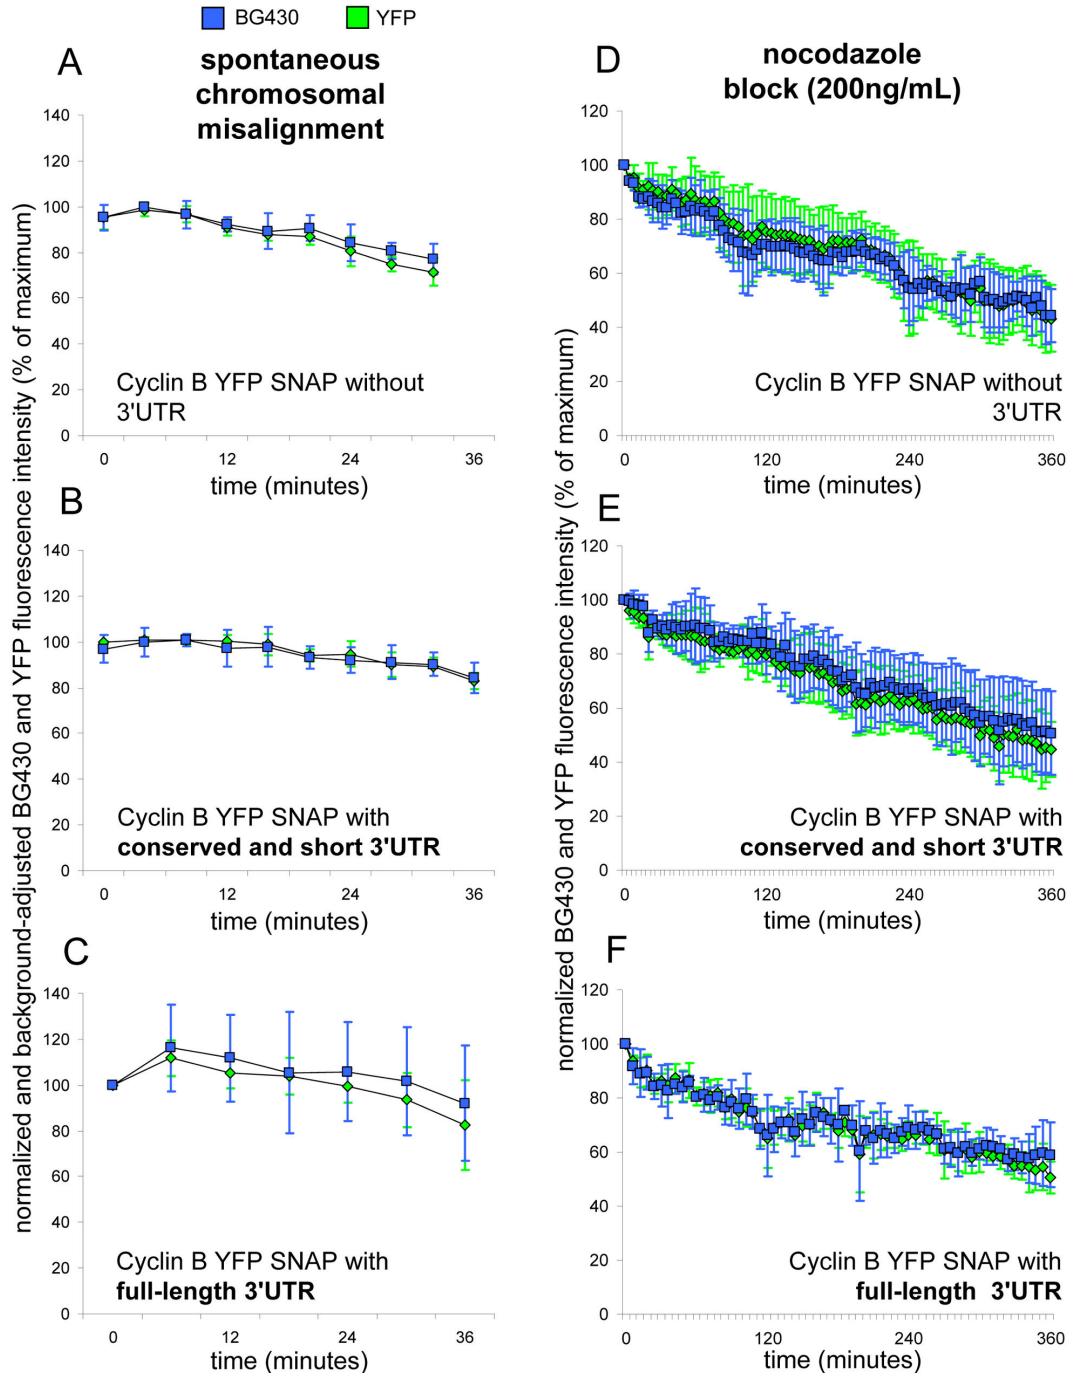 BG430 YFP
A
spontaneous
chromosomal
misalignment
140
120
100
80
60
40
20
0
Cyclin B YFP SNAP without
3'UTR
0 12 24 36
time (minutes)
B
140
120
100
80
60
40
20
0
Cyclin B YFP SNAP with
conserved and short 3'UTR
0 12 24 36
time (minutes)
C
140
120
100
80
60
40
20
0
Cyclin B YFP SNAP with
full-length 3'UTR
0 12 24 36
time (minutes)
normalized and background-adjusted BG430 and YFP fluorescence intensity (% of maximum)
D
nocodazole
block (200ng/mL)
120
100
80
60
40
20
0
Cyclin B YFP SNAP without
3'UTR
0 120 240 360
time (minutes)
E
120
100
80
60
40
20
0
Cyclin B YFP SNAP with
conserved and short 3'UTR
0 120 240 360
time (minutes)
F
120
100
80
60
40
20
0
Cyclin B YFP SNAP with
full-length 3'UTR
0 120 240 360
time (minutes)
normalized BG430 and YFP fluorescence intensity (% of maximum)